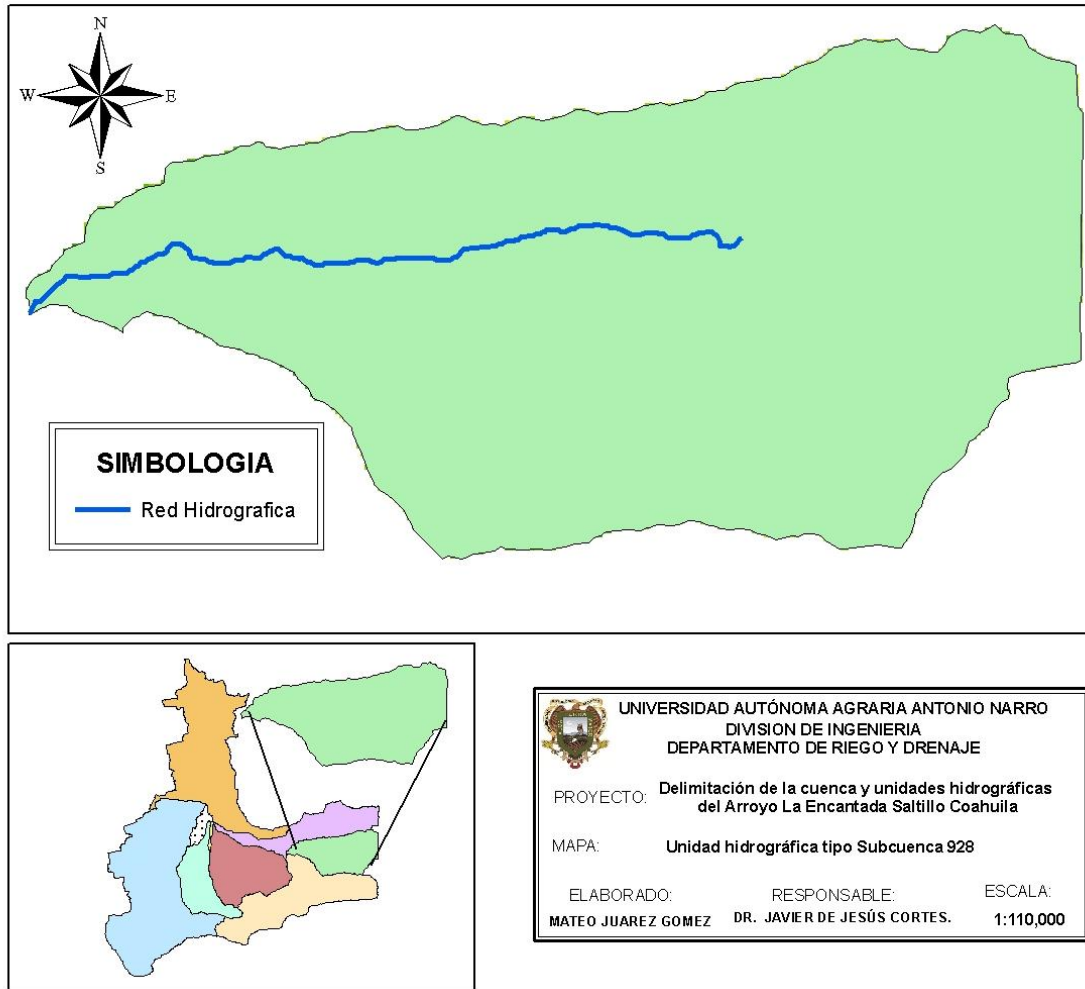 N
W E
S
SIMBOLOGIA
Red Hidrografica
UNIVERSIDAD AUTÓNOMA AGRARIA ANTONIO NARRO
DIVISION DE INGENIERIA
DEPARTAMENTO DE RIEGO Y DRENAJE
PROYECTO: Delimitación de la cuenca y unidades hidrográficas
del Arroyo La Encantada Saltillo Coahuila
MAPA: Unidad hidrográfica tipo Subcuenca 928
ELABORADO: RESPONSABLE: ESCALA:
MATEO JUAREZ GOMEZ DR. JAVIER DE JESÚS CORTES. 1:110,000